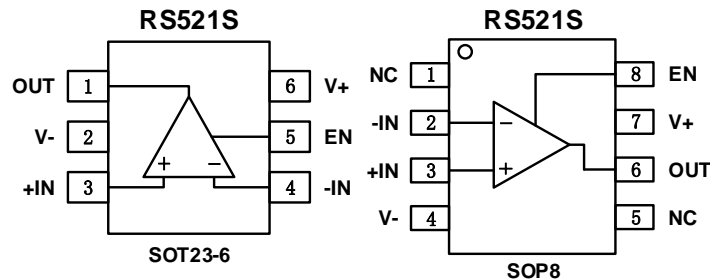 RS521S
OUT 1
6 V+
V- 2
5 EN
+IN 3
+ −
4 -IN
SOT23-6
RS521S
NC 1
8 EN
-IN 2
−
7 V+
+IN 3
+
6 OUT
V- 4
5 NC
SOP8